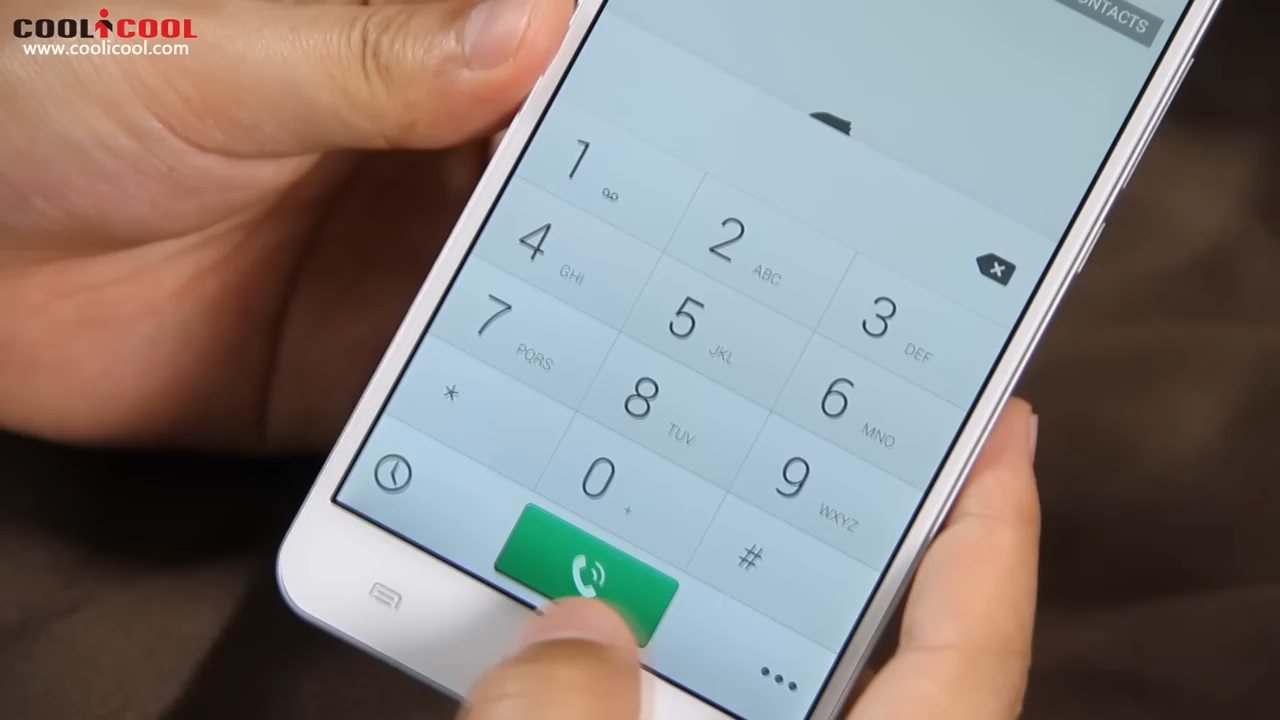 COOLiCOOL
www.coolicool.com
CONTACTS
1
2 ABC
3 DEF
4 GHI
5 JKL
6 MNO
7 PQRS
8 TUV
9 WXYZ
*
0 +
#